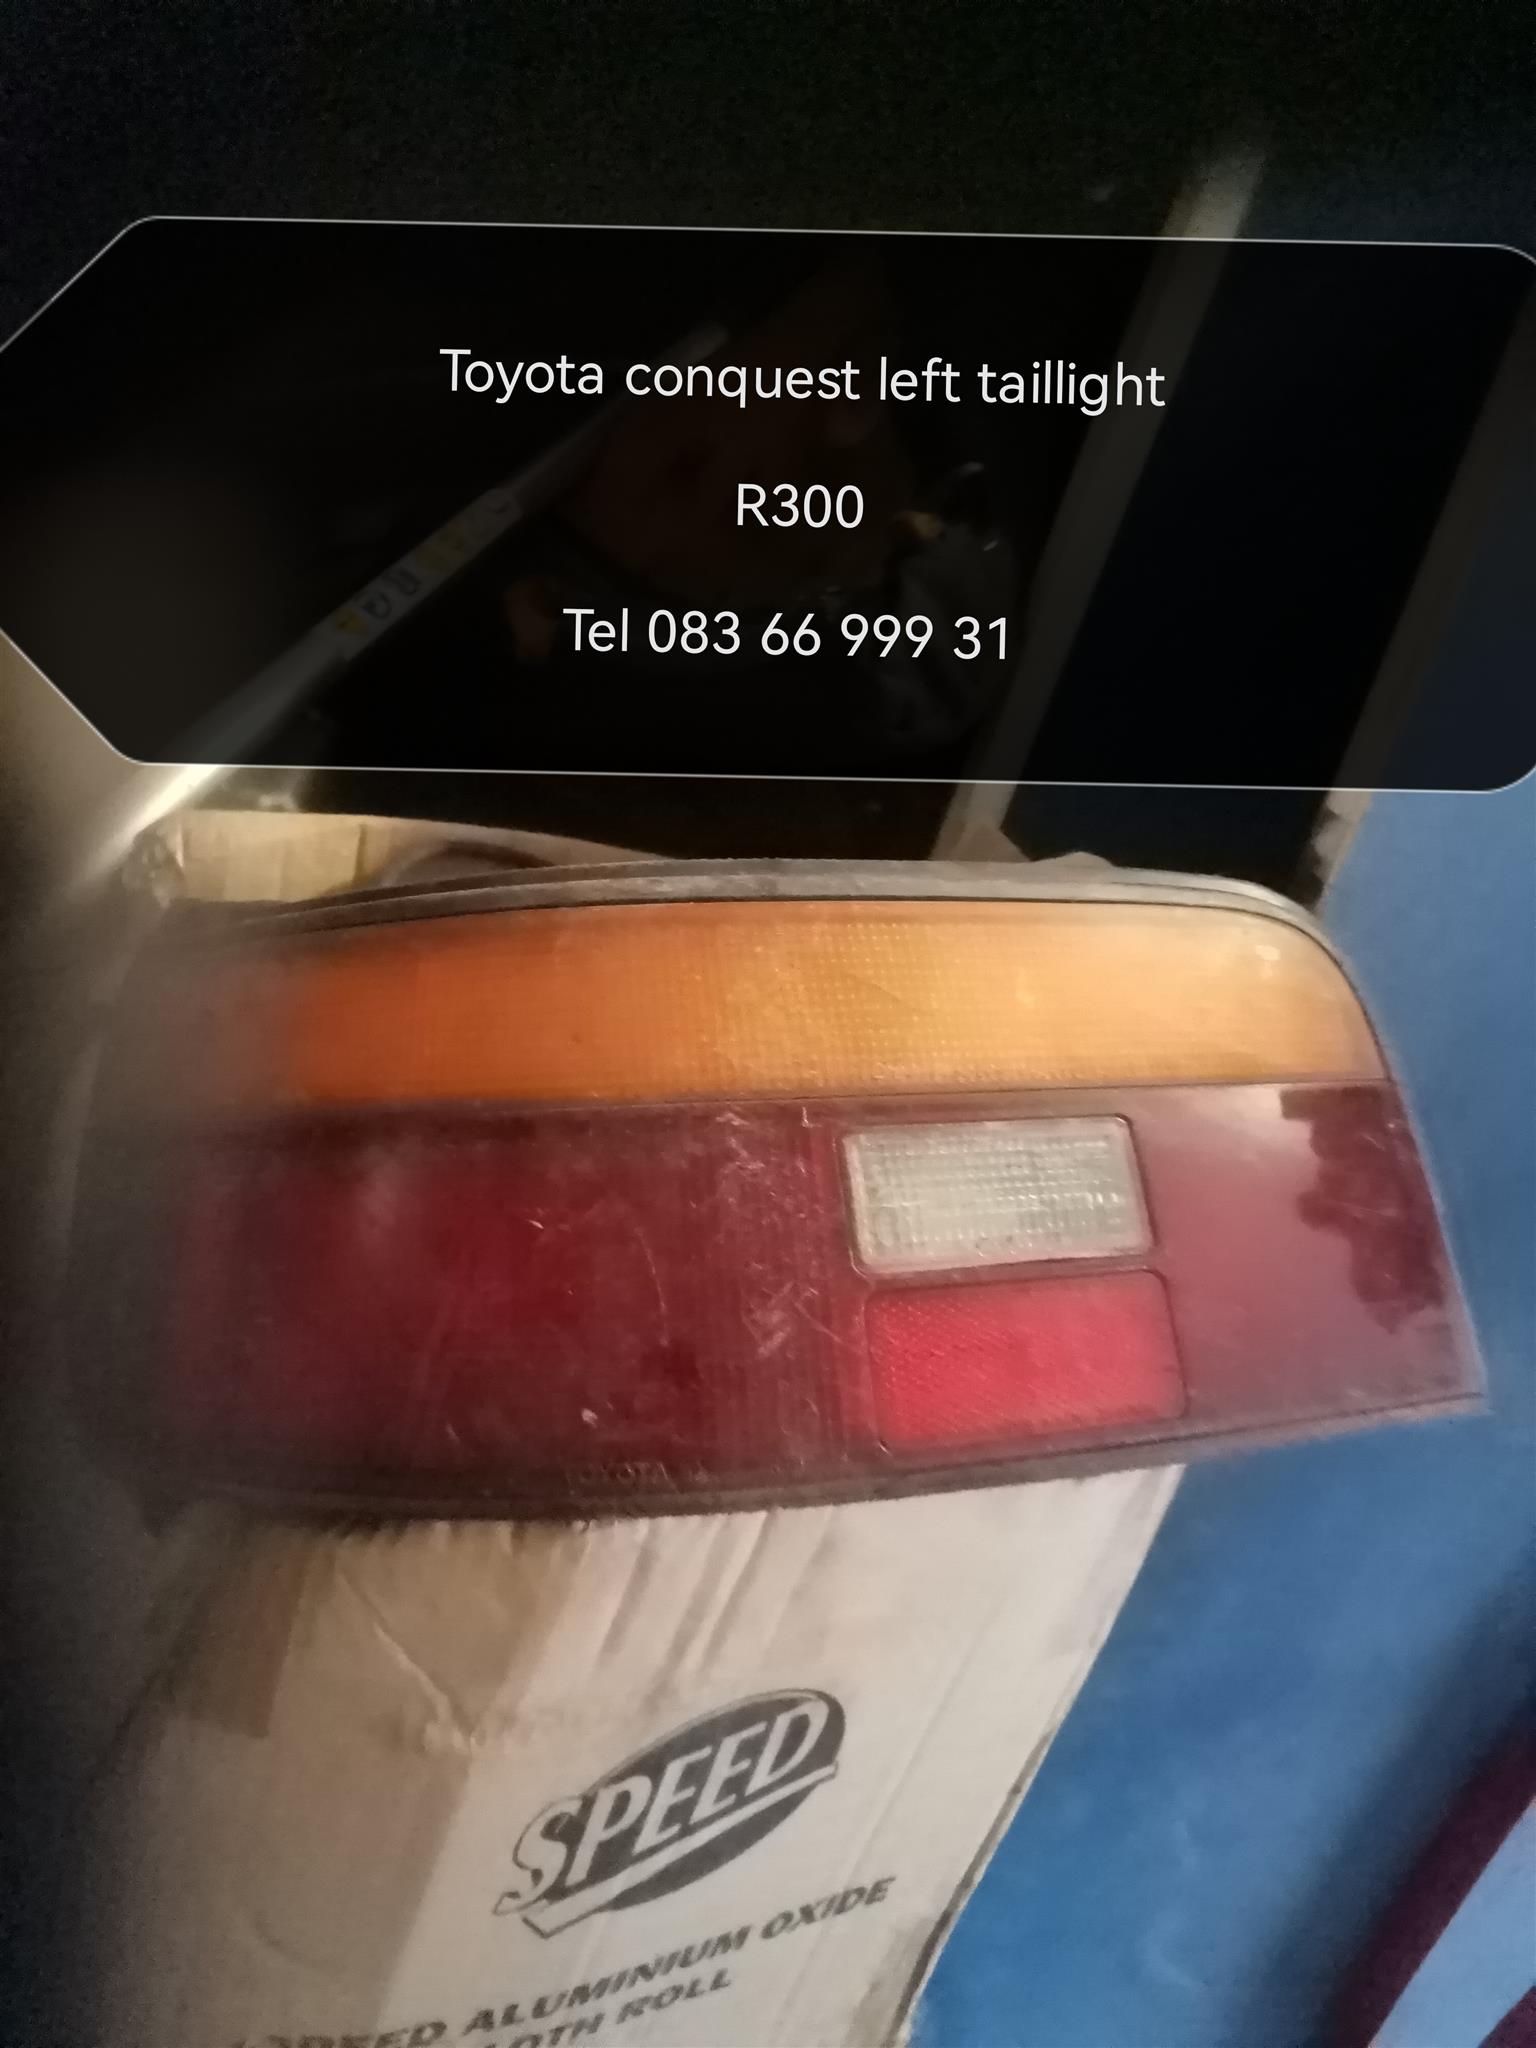 Toyota conquest left taillight
R300
Tel 083 66 999 31
TOYOTA
SPEED
ALUMINIUM OXIDE
ROLL